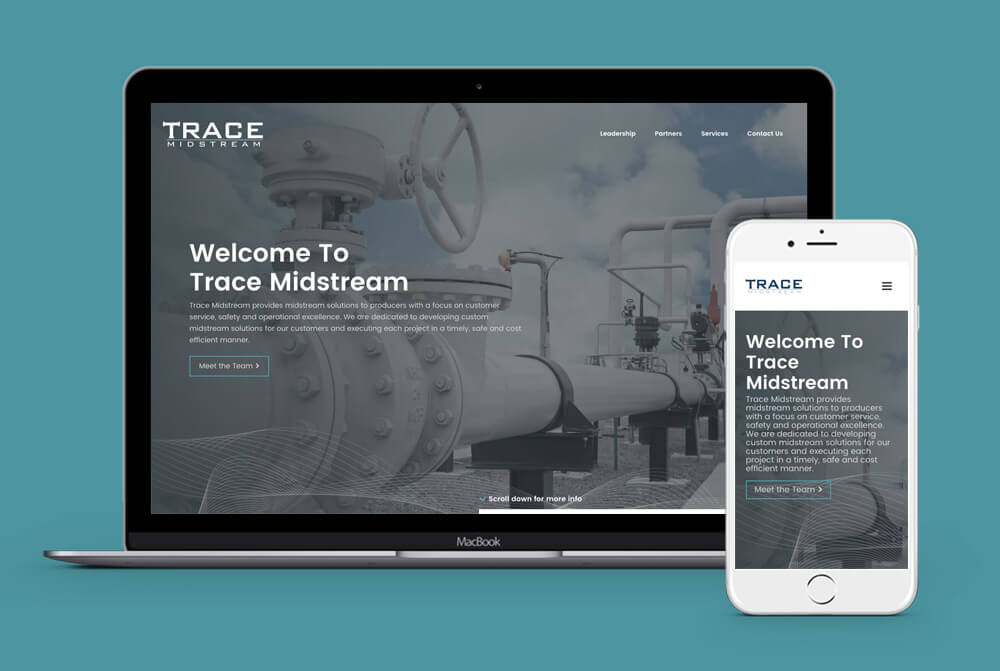 TRACE
MIDSTREAM
Leadership
Partners
Services
Contact Us
Welcome To
Trace Midstream
Trace Midstream provides midstream solutions to producers with a focus on customer
service, safety and operational excellence. We are dedicated to developing custom
midstream solutions for our customers and executing each project in a timely, safe and cost
efficient manner.
Meet the Team
Scroll down for more info
MacBook
TRACE
MIDSTREAM
Welcome To
Trace
Midstream
Trace Midstream provides
midstream solutions to producers
with a focus on customer service,
safety and operational excellence.
We are dedicated to developing
custom midstream solutions for our
customers and executing each
project in a timely, safe and cost
efficient manner.
Meet the Team